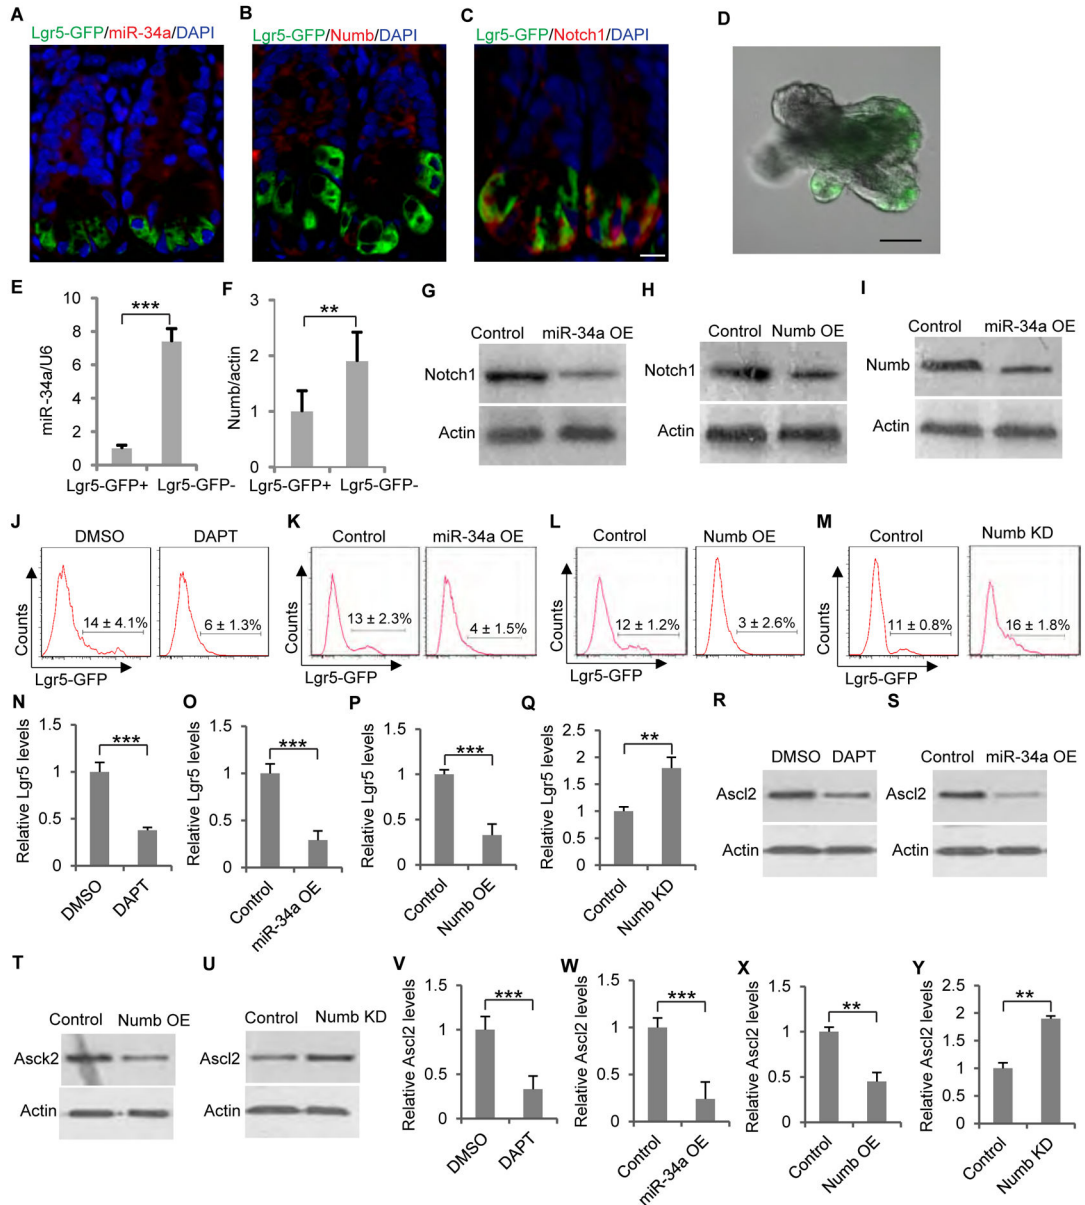 A
Lgr5-GFP/miR-34a/DAPI
B
Lgr5-GFP/Numb/DAPI
C
Lgr5-GFP/Notch1/DAPI
D
E
miR-34a/U6
10
8
6
4
2
0
***
Lgr5-GFP+ Lgr5-GFP-
F
Numb/actin
3
2
1
0
**
Lgr5-GFP+ Lgr5-GFP-
G
Control miR-34a OE
Notch1
Actin
H
Control Numb OE
Notch1
Actin
I
Control miR-34a OE
Numb
Actin
J
DMSO DAPT
Counts
14 ± 4.1% 6 ± 1.3%
Lgr5-GFP
K
Control miR-34a OE
Counts
13 ± 2.3% 4 ± 1.5%
Lgr5-GFP
L
Control Numb OE
Counts
12 ± 1.2% 3 ± 2.6%
Lgr5-GFP
M
Control Numb KD
Counts
11 ± 0.8% 16 ± 1.8%
Lgr5-GFP
N
Relative Lgr5 levels
1.5
1
0.5
0
***
DMSO DAPT
O
Relative Lgr5 levels
1.5
1
0.5
0
***
Control miR-34a OE
P
Relative Lgr5 levels
1.5
1
0.5
0
***
Control Numb OE
Q
Relative Lgr5 levels
2.5
2
1.5
1
0.5
0
**
Control Numb KD
R
DMSO DAPT
Ascl2
Actin
S
Control miR-34a OE
Ascl2
Actin
T
Control Numb OE
Asck2
Actin
U
Control Numb KD
Ascl2
Actin
V
Relative Ascl2 levels
1.5
1
0.5
0
***
DMSO DAPT
W
Relative Ascl2 levels
1.5
1
0.5
0
***
Control miR-34a OE
X
Relative Ascl2 levels
1.5
1
0.5
0
**
Control Numb OE
Y
Relative Ascl2 levels
2.5
2
1.5
1
0.5
0
**
Control Numb KD